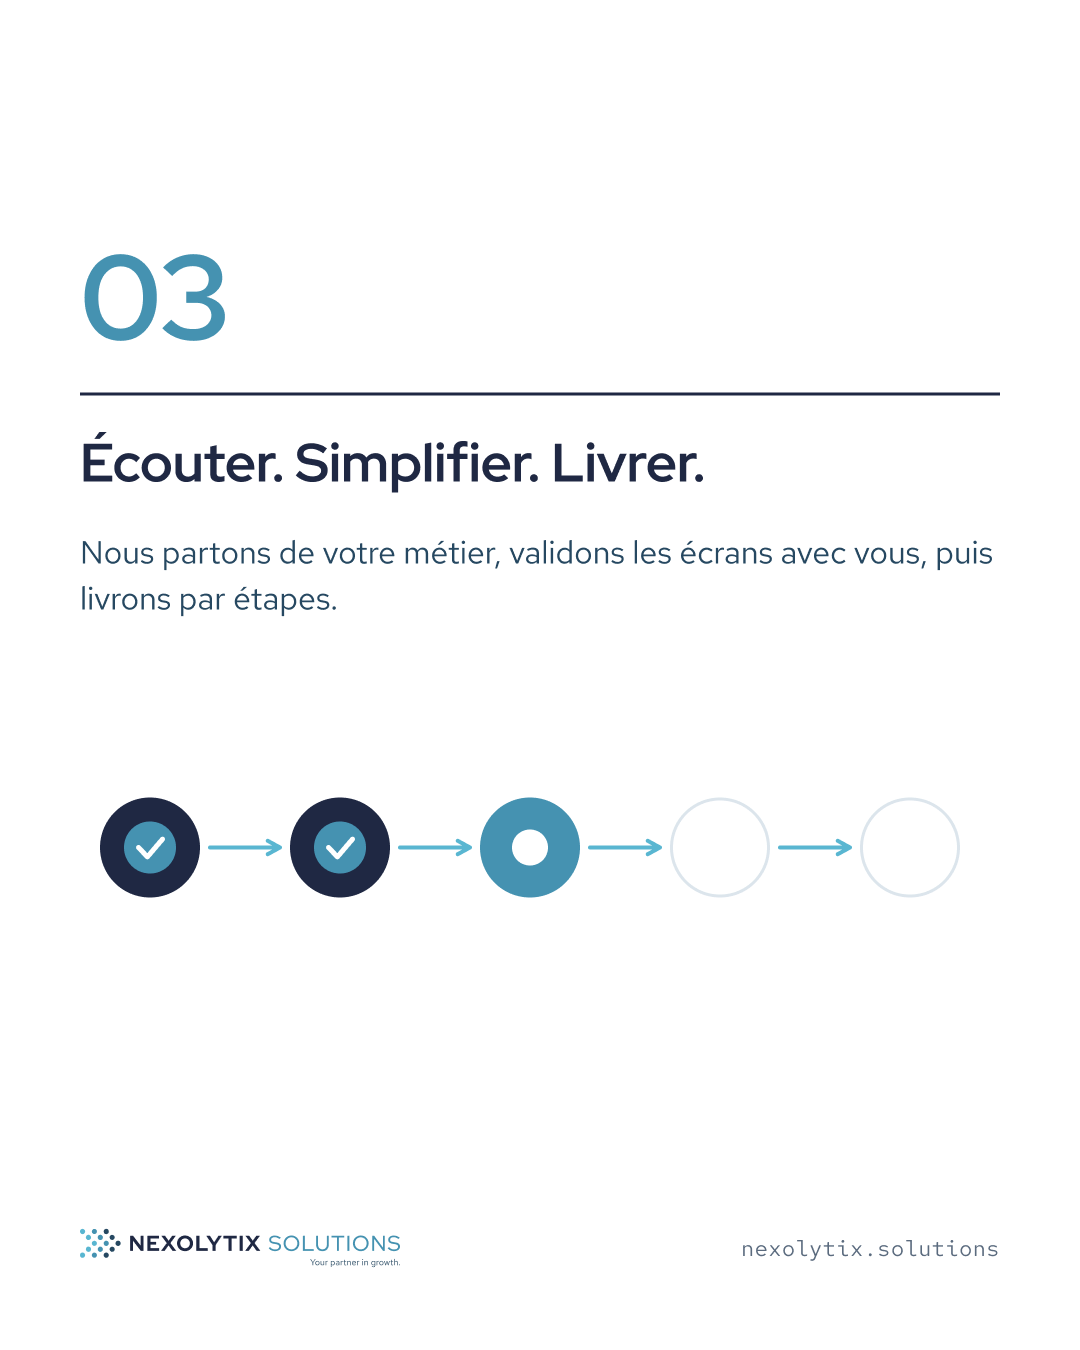 03
Écouter. Simplifier. Livrer.
Nous partons de votre métier, validons les écrans avec vous, puis
livrons par étapes.
NEXOLYTIX SOLUTIONS
Your partner in growth.
nexolytix.solutions